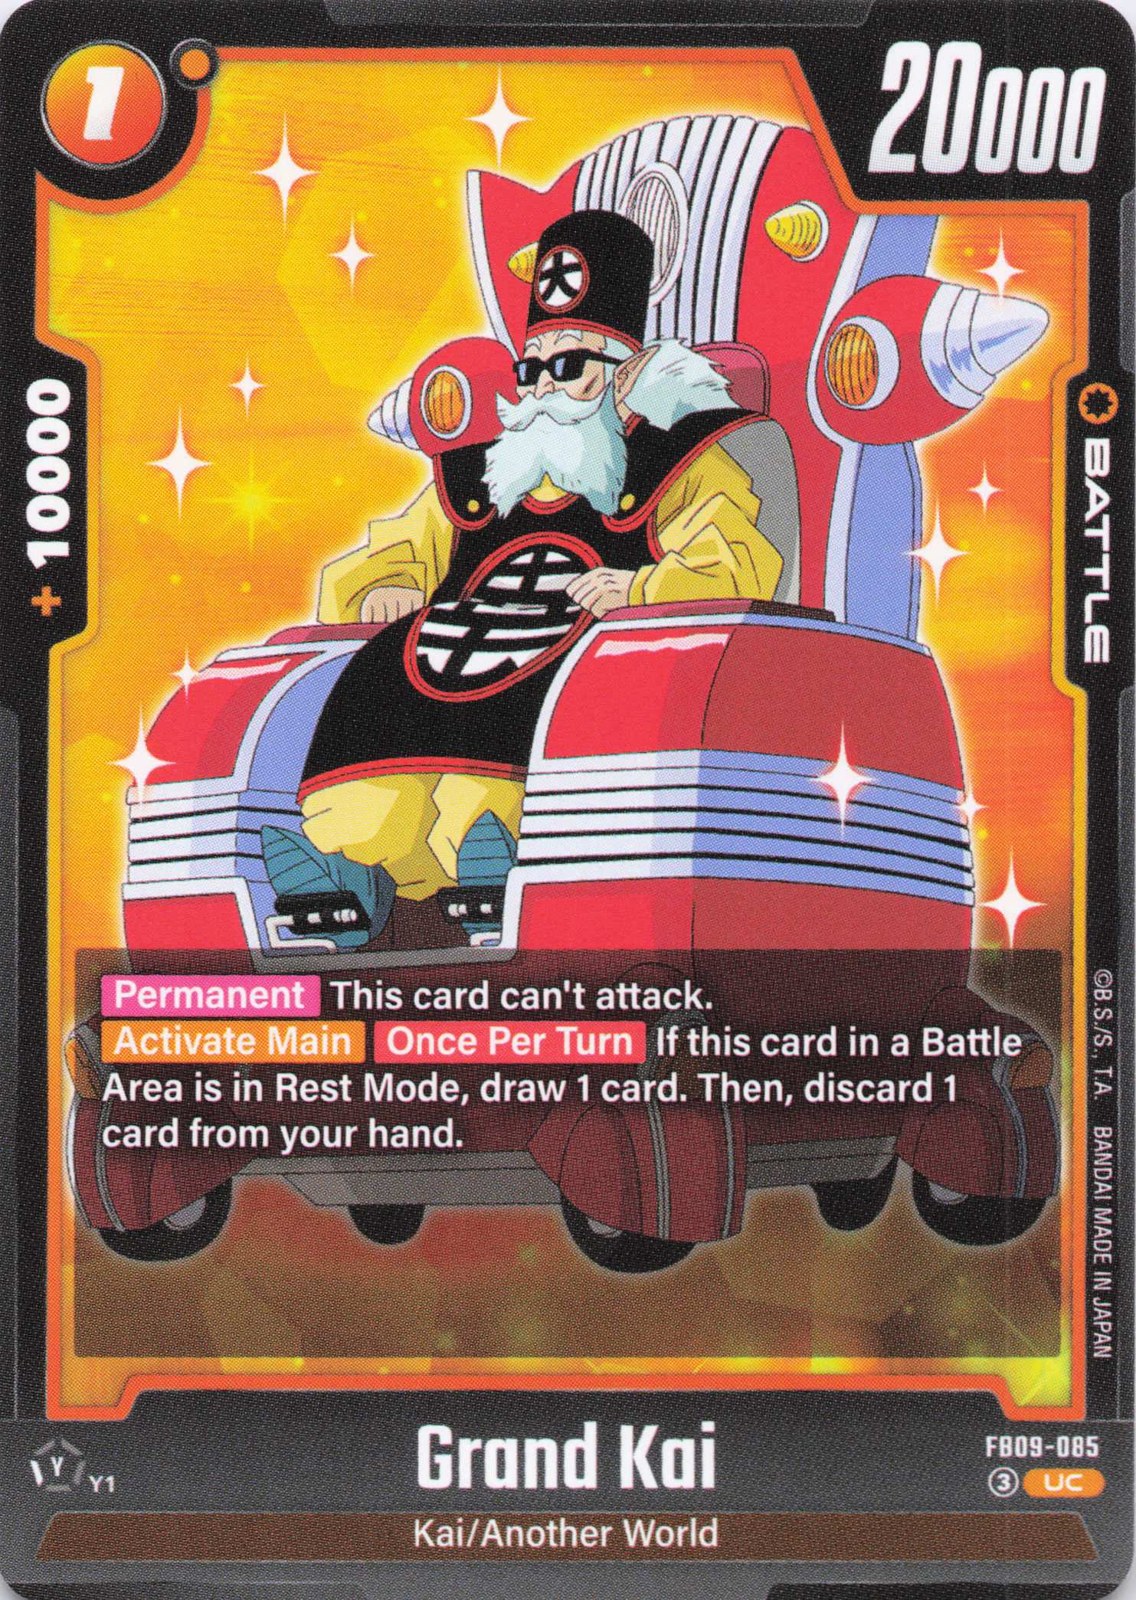 1
20000
+ 10000
BATTLE
大
界王
Permanent This card can't attack.
Activate Main Once Per Turn If this card in a Battle
Area is in Rest Mode, draw 1 card. Then, discard 1
card from your hand.
©B.S./S., T.A. BANDAI MADE IN JAPAN
Grand Kai
FB09-085
Y
Y1
3 UC
Kai/Another World